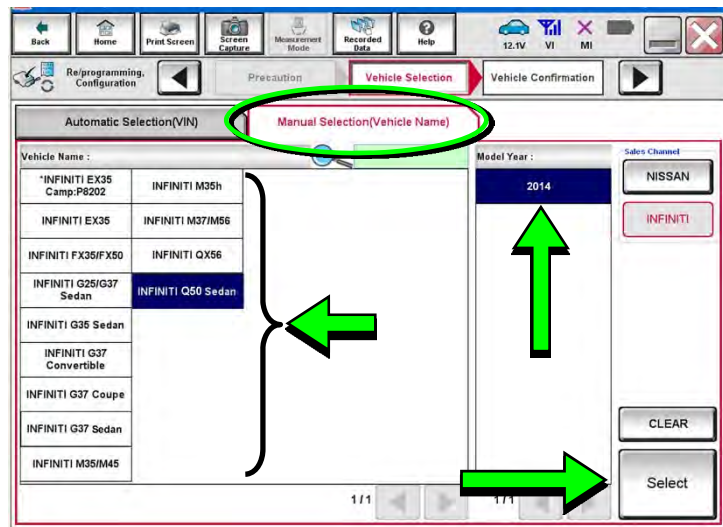 Back
Home
Print Screen
Screen
Capture
Measurement
Mode
Recorded
Data
Help
12.1V
VI
MI
Re/programming,
Configuration
Precaution
Vehicle Selection
Vehicle Confirmation
Automatic Selection(VIN)
Manual Selection(Vehicle Name)
Vehicle Name :
Model Year :
Sales Channel
*INFINITI EX35
Camp:P8202
INFINITI M35h
2014
NISSAN
INFINITI EX35
INFINITI M37/M56
INFINITI
INFINITI FX35/FX50
INFINITI QX56
INFINITI G25/G37
Sedan
INFINITI Q50 Sedan
INFINITI G35 Sedan
INFINITI G37
Convertible
INFINITI G37 Coupe
INFINITI G37 Sedan
CLEAR
INFINITI M35/M45
Select
1/1
1/1